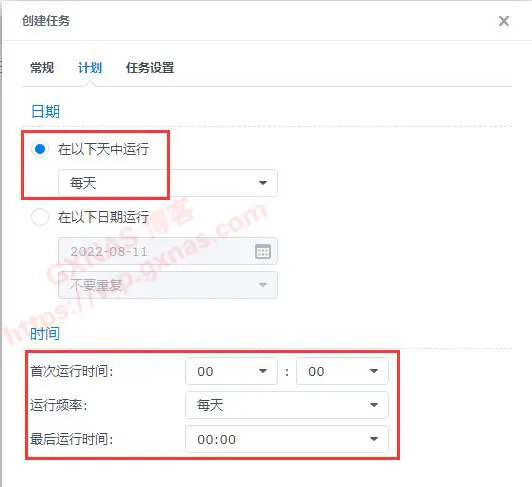 创建任务
常规 计划 任务设置
日期
在以下天中运行
每天
在以下日期运行
2022-08-11
不要重复
GXNAS 博客
https://wp.gxnas.com
时间
首次运行时间: 00 : 00
运行频率: 每天
最后运行时间: 00:00